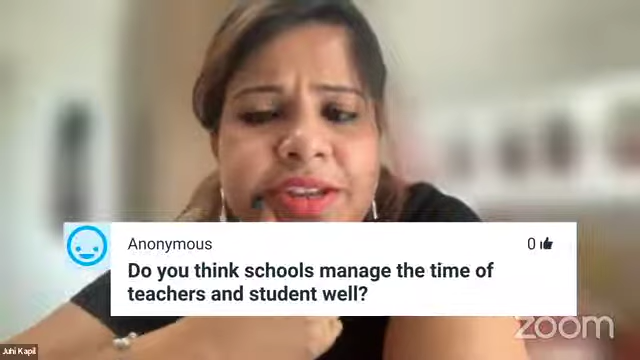 Anonymous
0
Do you think schools manage the time of
teachers and student well?
zoom
Juhi Kapil